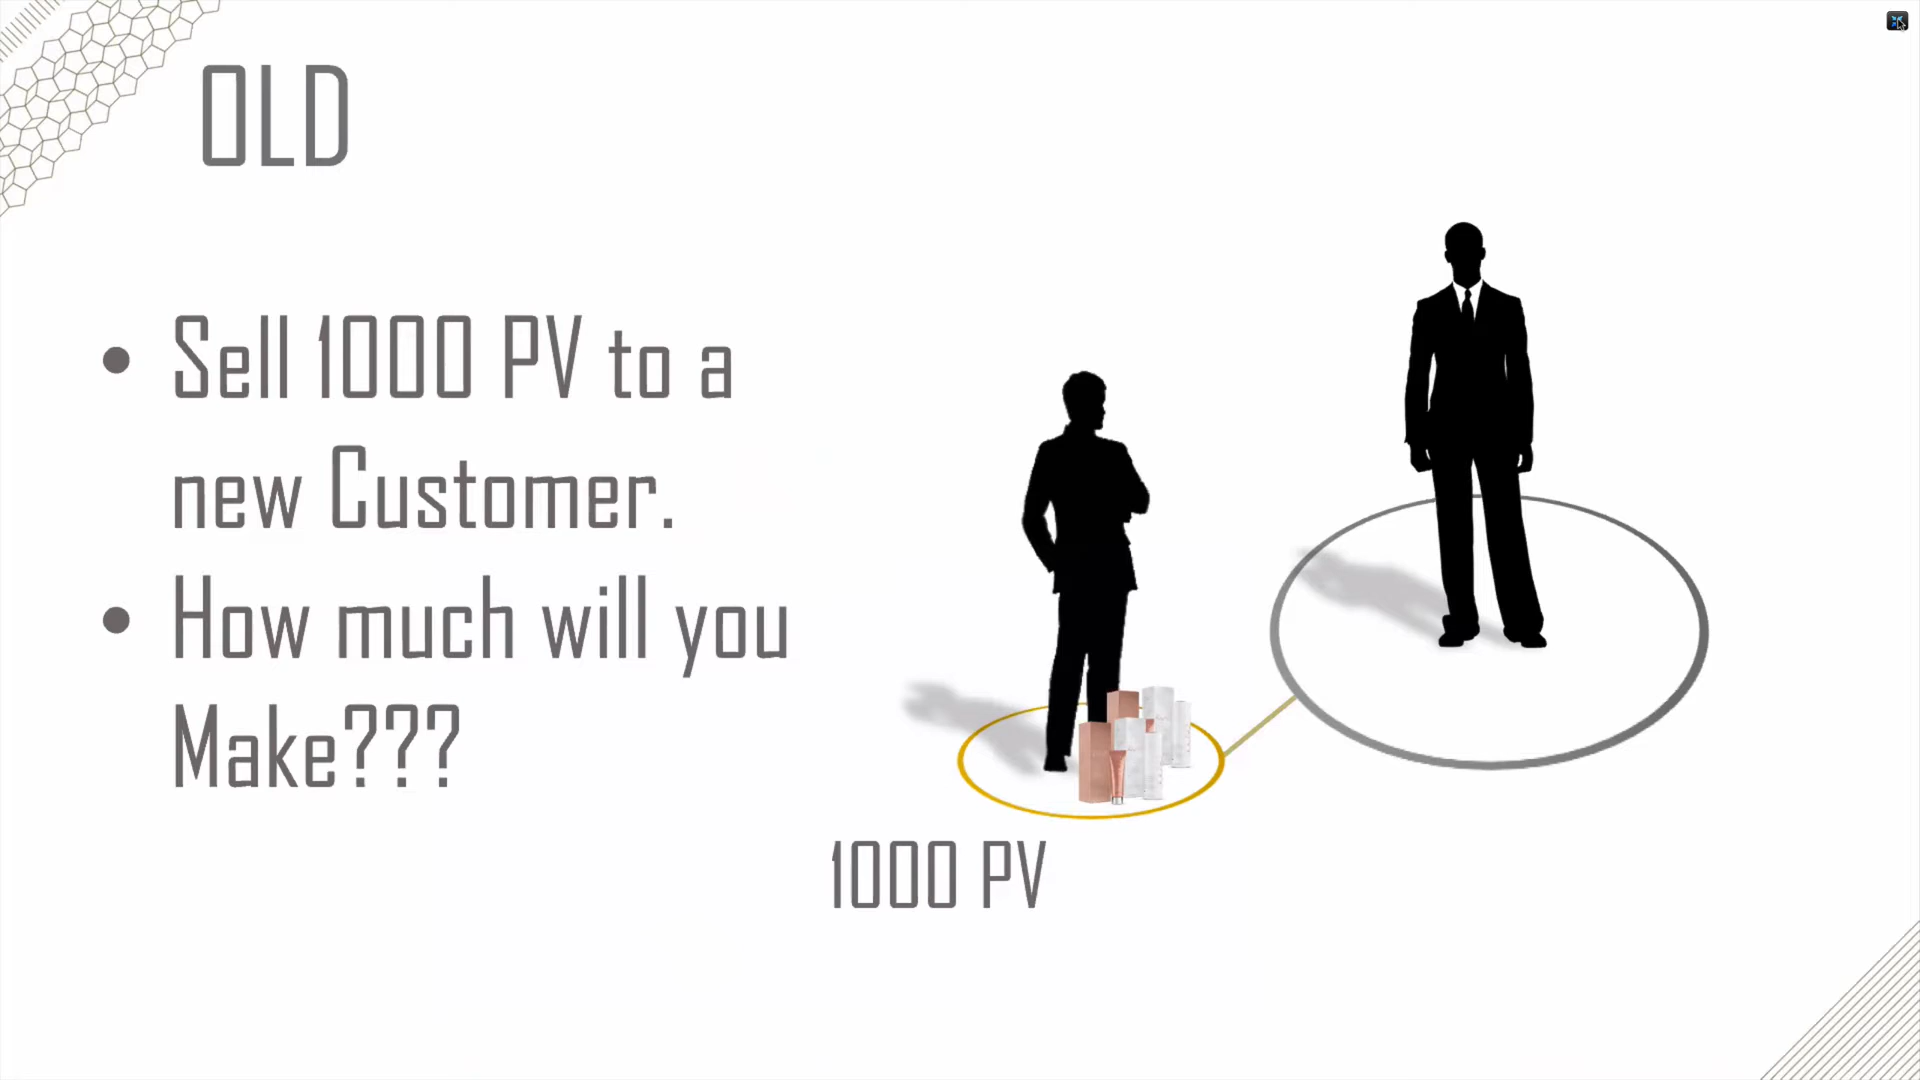 OLD
• Sell 1000 PV to a
new Customer.
• How much will you
Make???
1000 PV